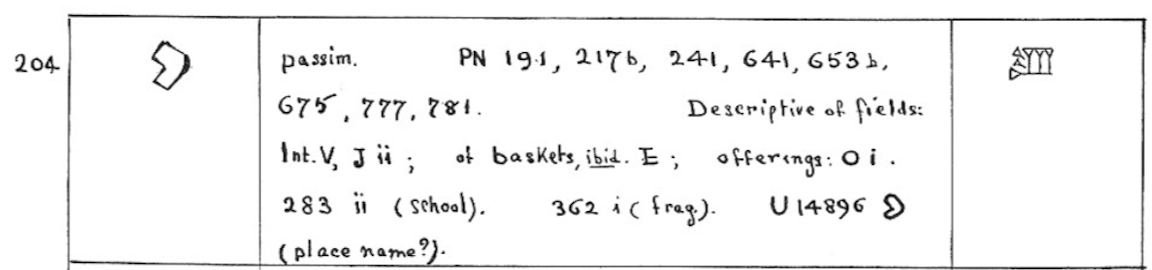 204 passim. PN 191, 217b, 241, 641, 653b,
675, 777, 781. Descriptive of fields:
Int. V, J ii ; of baskets, ibid. E ; offerings: O i .
283 ii (school). 362 i (frag.). U 14896
(place name?).